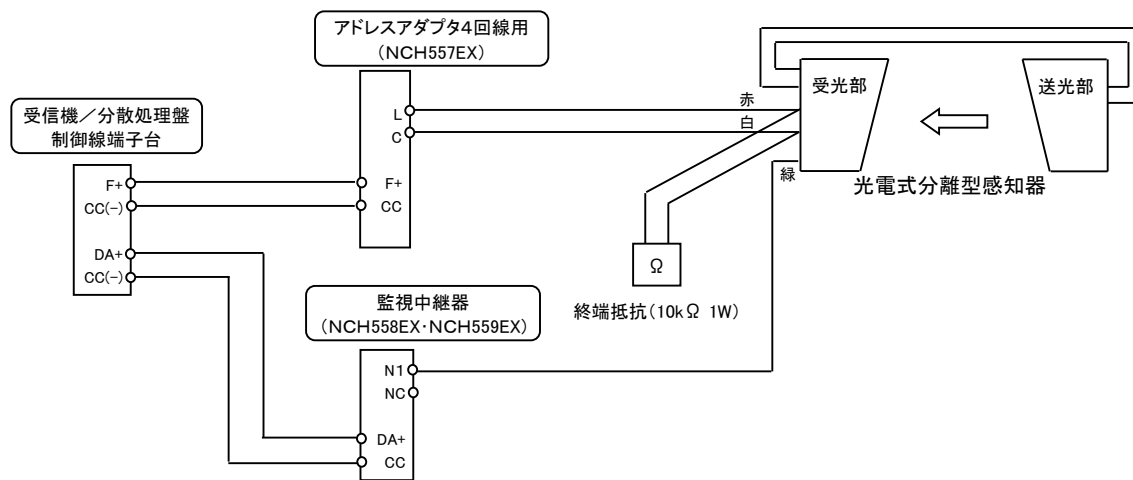 アドレスアダプタ4回線用
(NCH557EX)
受信機／分散処理盤
制御線端子台
F+
CC(-)
DA+
CC(-)
L
C
F+
CC
赤
白
緑
受光部
送光部
光電式分離型感知器
Ω
終端抵抗(10kΩ 1W)
監視中継器
(NCH558EX･NCH559EX)
N1
NC
DA+
CC